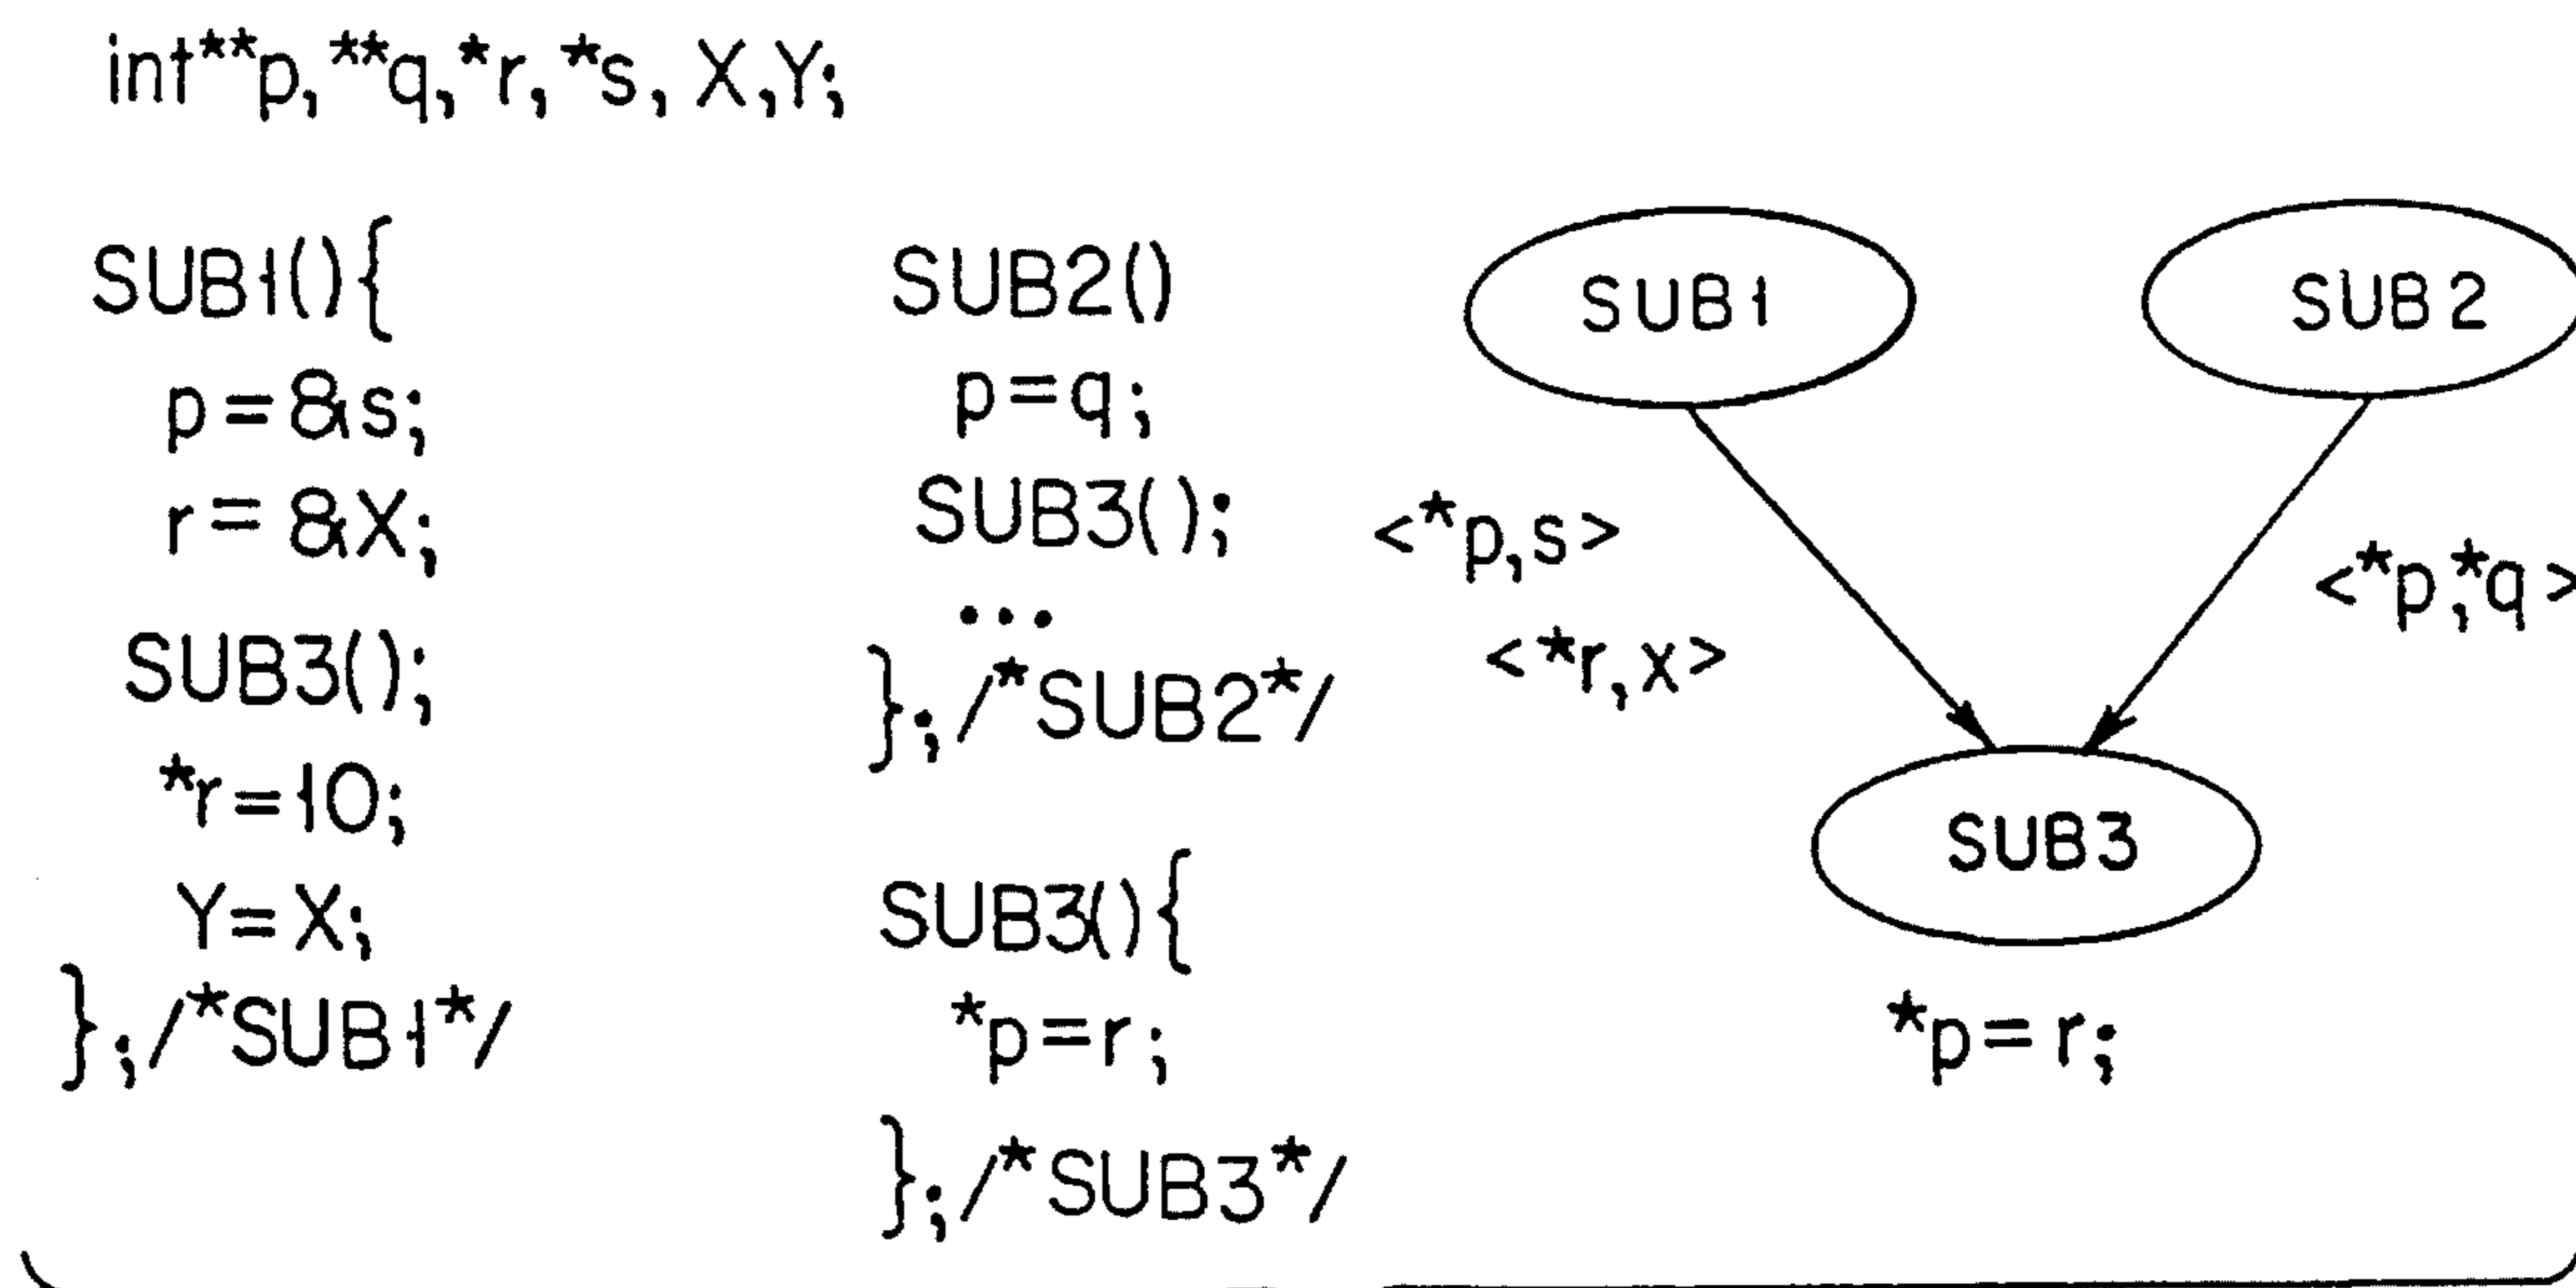 int**p,**q,*r,*s, X,Y;
SUB1(){
p=&s;
r=&X;
SUB3();
*r=10;
Y=X;
};/*SUB1*/
SUB2()
p=q;
SUB3();
...
};/*SUB2*/
SUB3(){
*p=r;
};/*SUB3*/
SUB1
SUB2
<*p,s>
<*r,x>
<*p,*q>
SUB3
*p=r;